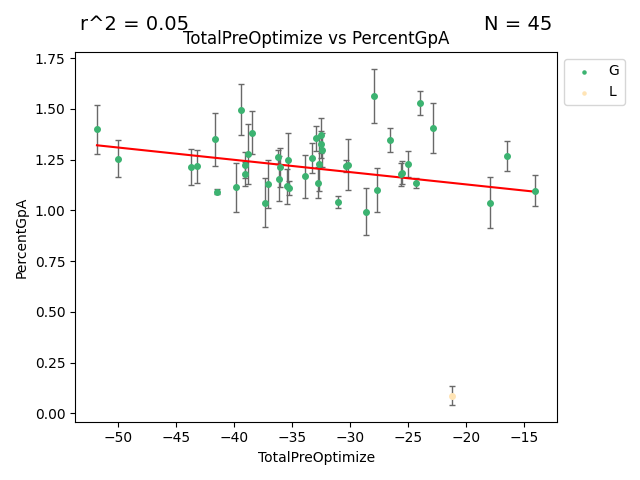 r^2 = 0.05
N = 45
TotalPreOptimize vs PercentGpA
G
L
PercentGpA
1.75
1.50
1.25
1.00
0.75
0.50
0.25
0.00
−50 −45 −40 −35 −30 −25 −20 −15
TotalPreOptimize